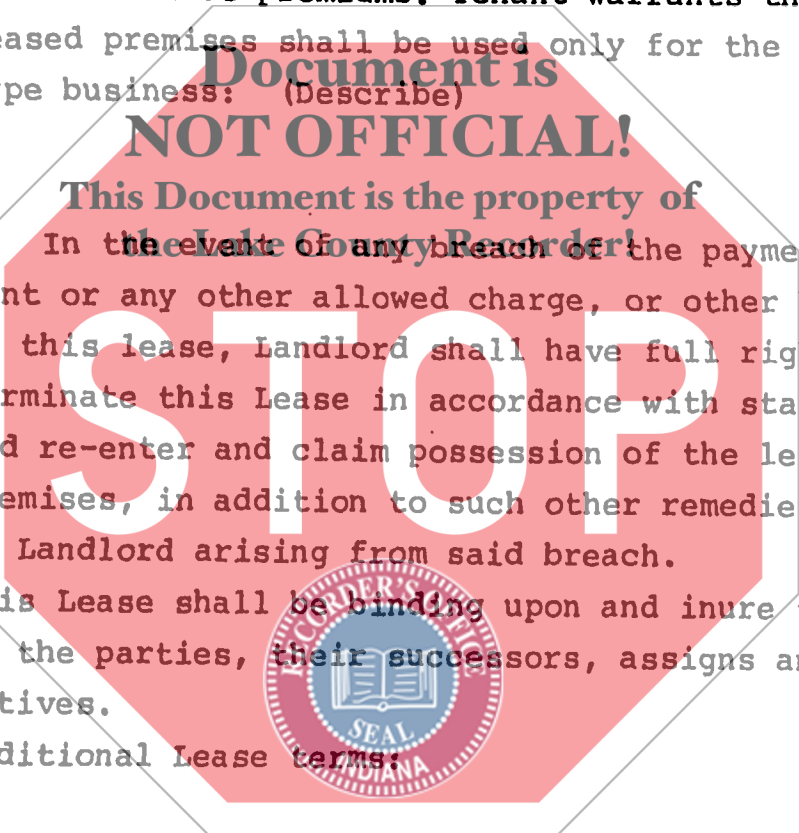 premiums. Tenant warrants th
eased premises shall be used only for the
Document is
pe business: (Describe)
NOT OFFICIAL!
This Document is the property of
the Lake County Recorder!
In the event of any breach of the payme
nt or any other allowed charge, or other
this lease, Landlord shall have full rig
rminate this Lease in accordance with sta
d re-enter and claim possession of the le
emises, in addition to such other remedie
STOP
Landlord arising from said breach.
is Lease shall be binding upon and inure
the parties, their successors, assigns an
tives.
ditional Lease terms:
RECORDER'S OFFICE
SEAL
INDIANA